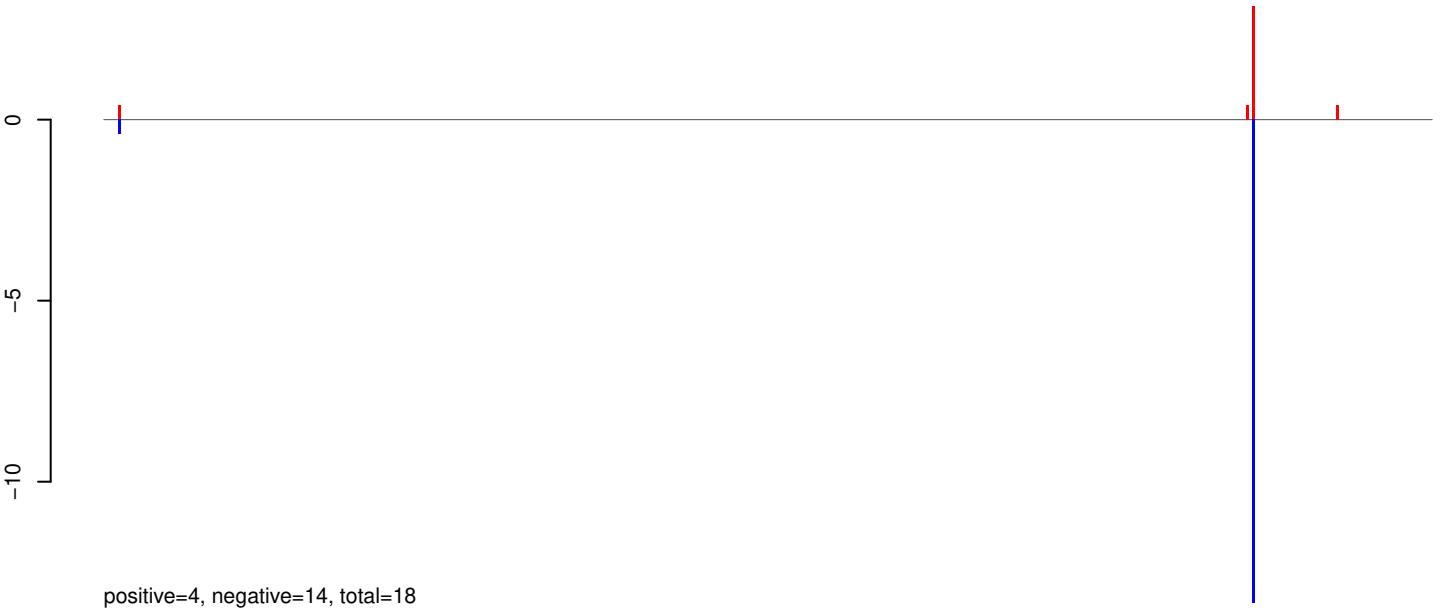 0
−5
−10
positive=4, negative=14, total=18